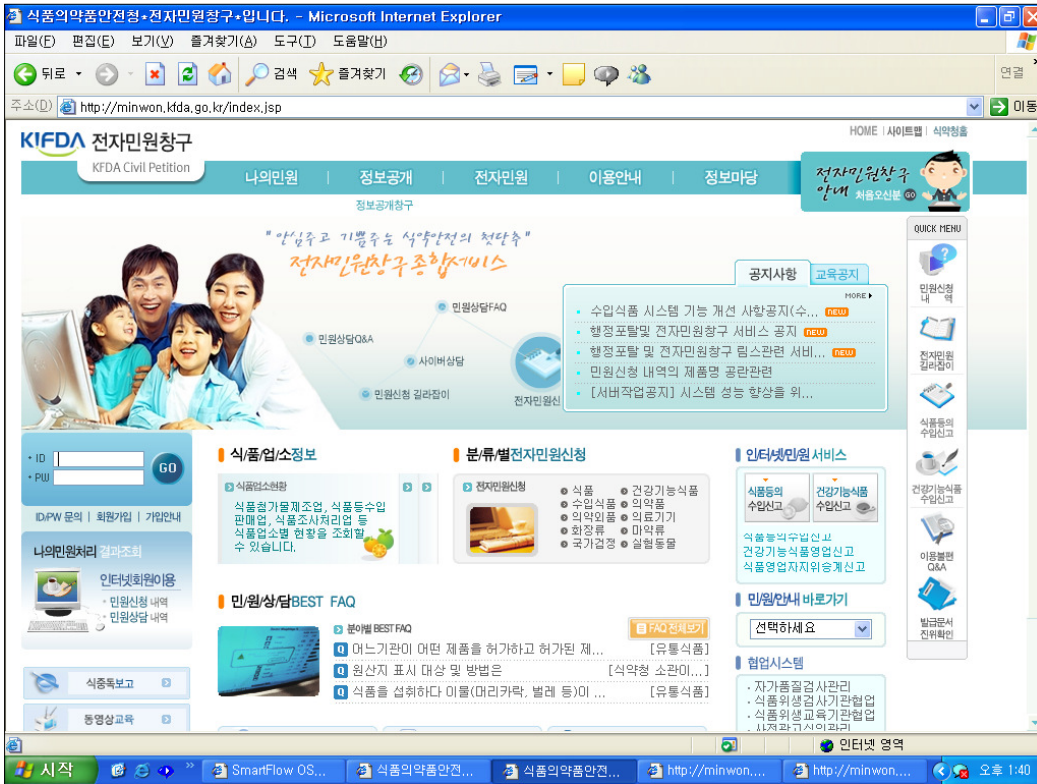 식품의약품안전청*전자민원창구*입니다. - Microsoft Internet Explorer
파일(F) 편집(E) 보기(V) 즐겨찾기(A) 도구(T) 도움말(H)
뒤로 검색 즐겨찾기 연결
주소(D) http://minwon.kfda.go.kr/index.jsp 이동
HOME | 사이트맵 | 식약청홈
KFDA 전자민원창구
KFDA Civil Petition
나의민원 | 정보공개 | 전자민원 | 이용안내 | 정보마당
전자민원창구
안내 처음오신분 GO
정보공개창구
"안심주고 기쁨주는 식약안전의 첫단추"
전자민원창구종합서비스
민원상담FAQ
민원상담Q&A
사이버상담
민원신청 길라잡이
전자민원신
공지사항 교육공지
MORE
수입식품 시스템 기능 개선 사항공지(수... NEW
행정포탈및 전자민원창구 서비스 공지 NEW
행정포탈 및 전자민원창구 림스관련 서비... NEW
민원신청 내역의 제품명 공란관련
[서버작업공지] 시스템 성능 향상을 위...
QUICK MENU
민원신청
내 역
전자민원
길라잡이
식품등의
수입신고
건강기능식품
수입신고
이용불편
Q&A
발급문서
진위확인
ID
PW
GO
ID/PW 문의 | 회원가입 | 가입안내
나의민원처리 결과조회
인터넷회원이용
민원신청 내역
민원상담 내역
식중독보고
동영상교육
식/품/업/소정보
식품업소현황
식품첨가물제조업, 식품등수입
판매업, 식품조사처리업 등
식품업소별 현황을 조회할
수 있습니다.
분/류/별전자민원신청
전자민원신청
식품 건강기능식품
수입식품 의약품
의약외품 의료기기
화장류 마약류
국가검정 실험동물
인/터/넷/민/원 서비스
식품등의
수입신고
건강기능식품
수입신고
식품등의수입신고
건강기능식품영업신고
식품영업자지위승계신고
민/원/상/담BEST FAQ
분야별 BEST FAQ
FAQ 전체보기
Q 어느기관이 어떤 제품을 허가하고 허가된 제... [유통식품]
Q 원산지 표시 대상 및 방법은 [식약청 소관이...]
Q 식품을 섭취하다 이물(머리카락, 벌레 등)이 ... [유통식품]
민/원/안/내 바로가기
선택하세요
협업시스템
자가품질검사관리
식품위생검사기관협업
식품위생교육기관협업
인터넷 영역
시작 SmartFlow OS... 식품의약품안전... 식품의약품안전... http://minwon.... http://minwon.... 오후 1:40